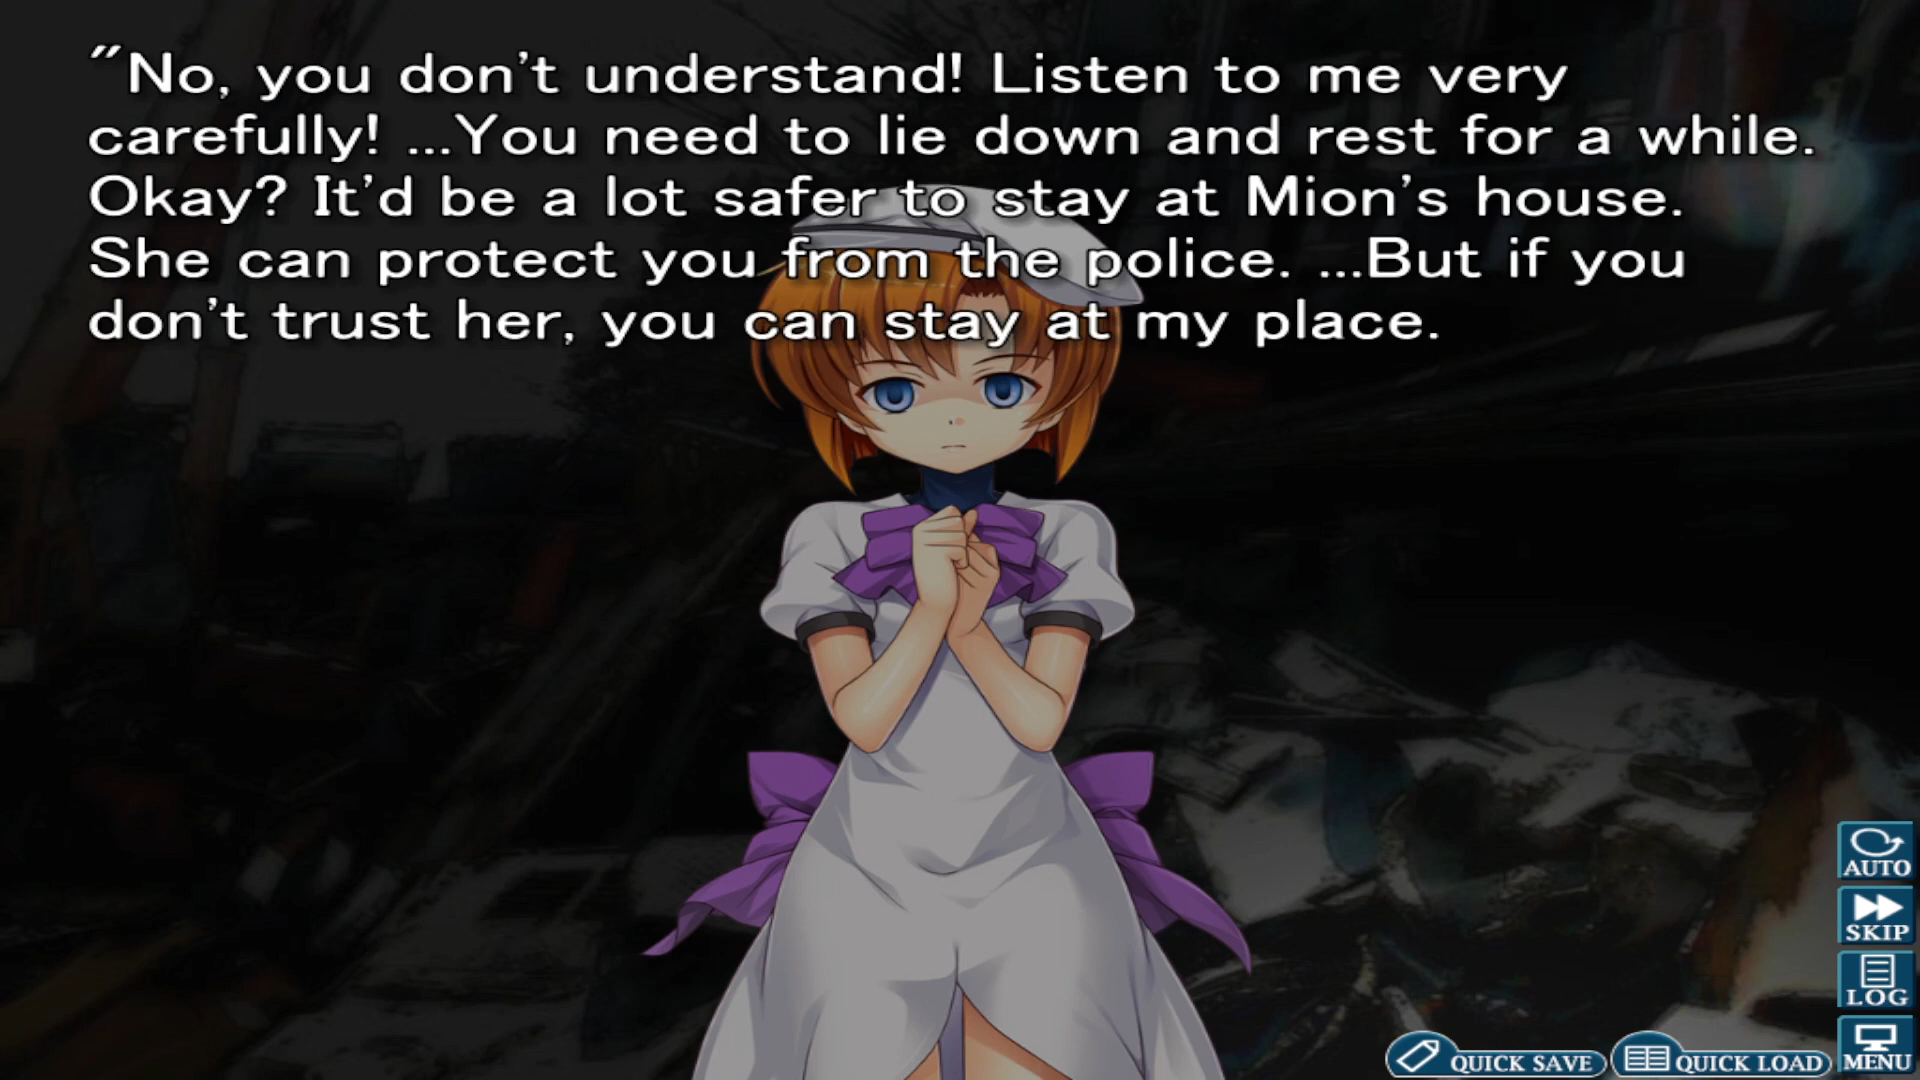 "No, you don't understand! Listen to me very
carefully! ...You need to lie down and rest for a while.
Okay? It'd be a lot safer to stay at Mion's house.
She can protect you from the police. ...But if you
don't trust her, you can stay at my place.
AUTO
SKIP
LOG
MENU
QUICK SAVE
QUICK LOAD